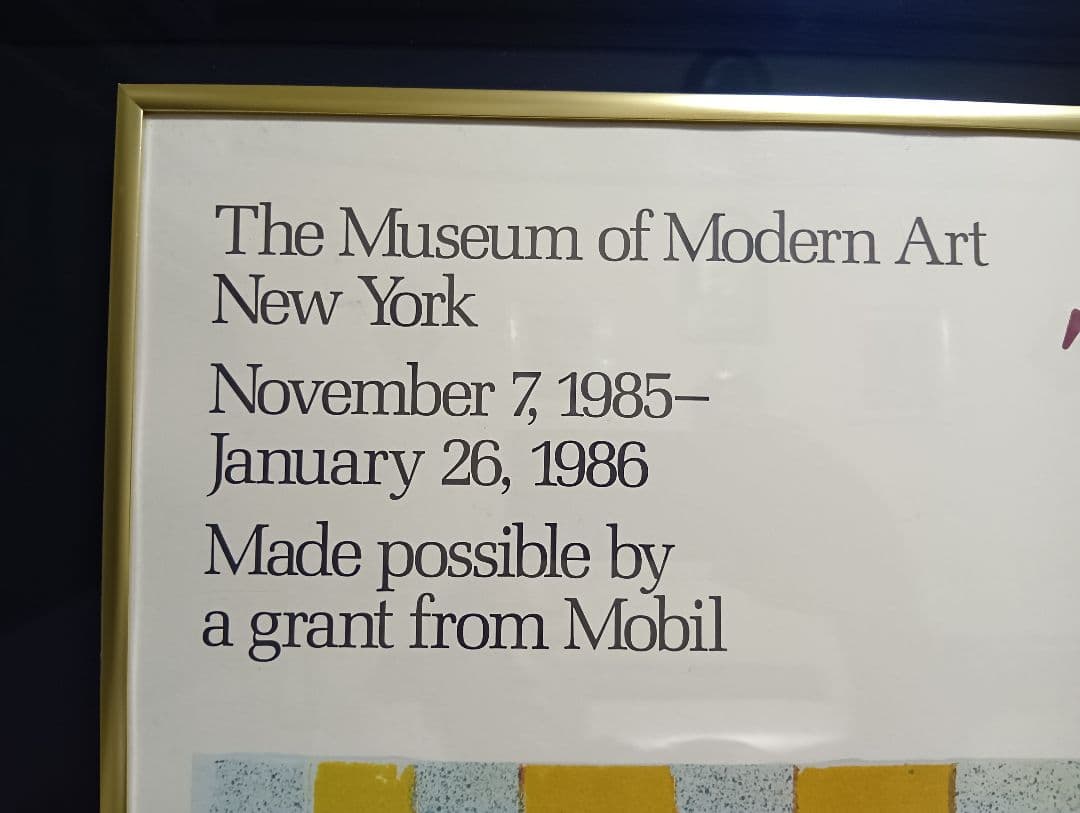 The Museum of Modern Art
New York
November 7, 1985–
January 26, 1986
Made possible by
a grant from Mobil